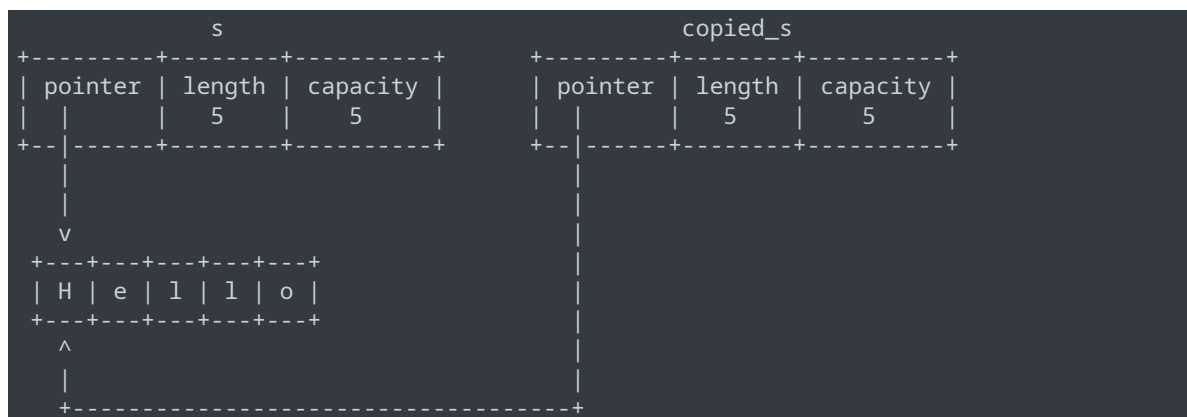 s                                 copied_s
+---------+--------+----------+      +---------+--------+----------+
| pointer | length | capacity |      | pointer | length | capacity |
|  |      |   5    |    5     |      |  |      |   5    |    5     |
+--|------+--------+----------+      +--|------+--------+----------+
   |                                    |
   |                                    |
   v                                    |
 +---+---+---+---+---+                  |
 | H | e | l | l | o |                  |
 +---+---+---+---+---+                  |
   ^                                    |
   |                                    |
   +------------------------------------+